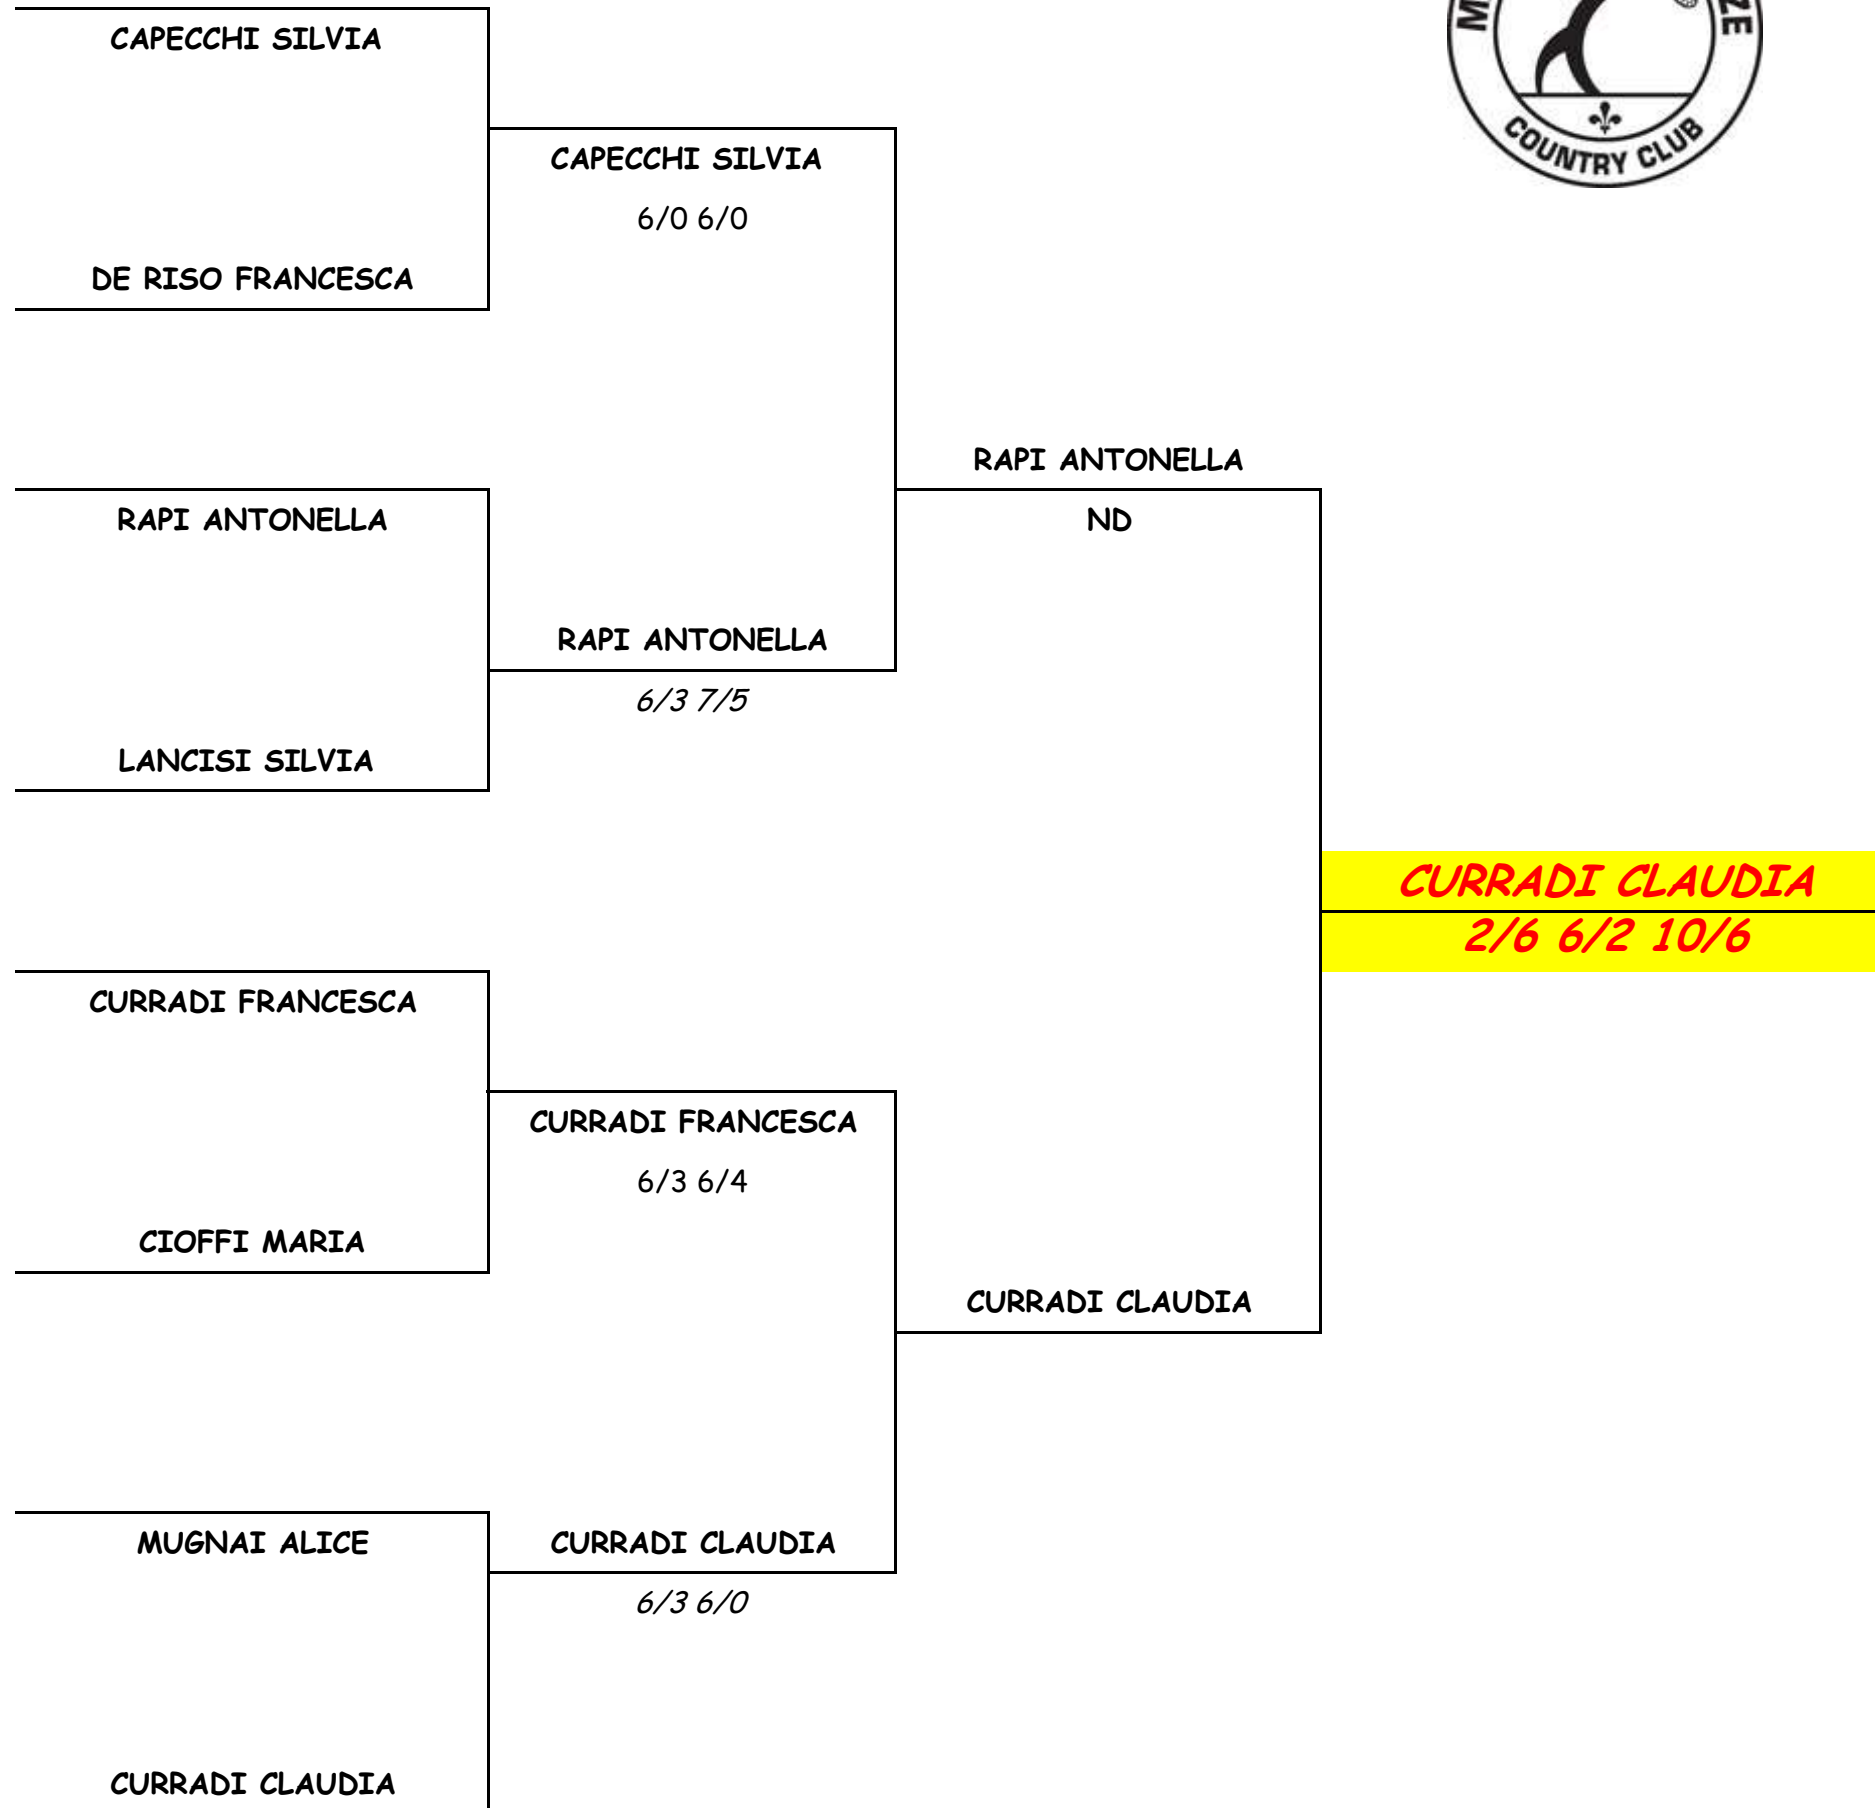 CAPECCHI SILVIA
CAPECCHI SILVIA
6/0 6/0
DE RISO FRANCESCA
RAPI ANTONELLA
RAPI ANTONELLA
ND
RAPI ANTONELLA
6/3 7/5
LANCISI SILVIA
CURRADI CLAUDIA
2/6 6/2 10/6
CURRADI FRANCESCA
CURRADI FRANCESCA
6/3 6/4
CIOFFI MARIA
CURRADI CLAUDIA
MUGNAI ALICE
CURRADI CLAUDIA
6/3 6/0
CURRADI CLAUDIA
COUNTRY CLUB